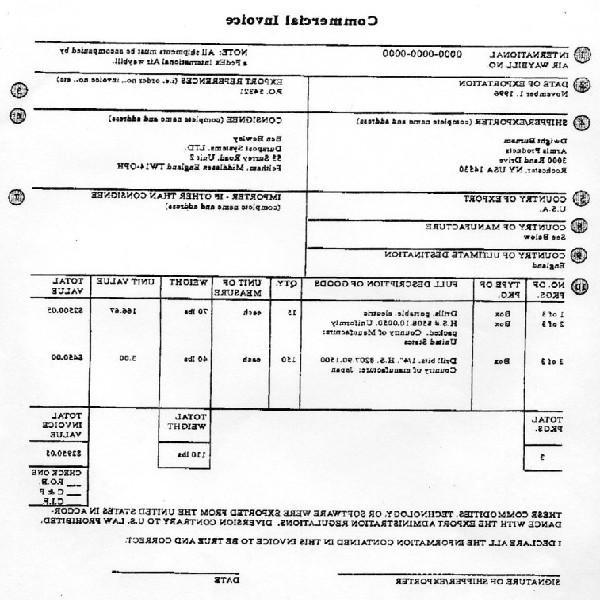 Commercial Invoice
INTERNATIONAL 0000-0000-0000
AIR WAYBILL NO
NOTE: All shipments must be accompanied by
a FedEx International Air waybill.
DATE OF EXPORTATION
November 1, 1996
EXPORT REFERENCES (i.e. order no., invoice no., etc)
P.O. 54321
SHIPPER/EXPORTER (complete name and address)
Dwight Burnam
Armis Products
3000 Rand Drive
Rochester, NY USA 14530
CONSIGNEE (complete name and address)
Ben Hewley
Duraspot Systems, LTD.
55 Surrey Road, Unit 2
Feltham, Middlesex England TW14-OPH
COUNTRY OF EXPORT
U.S.A.
IMPORTER - IF OTHER THAN CONSIGNEE
(complete name and address)
COUNTRY OF MANUFACTURE
See Below
COUNTRY OF ULTIMATE DESTINATION
England
NO. OF PKGS. TYPE OF PKG. FULL DESCRIPTION OF GOODS QTY. UNIT OF MEASURE WEIGHT UNIT VALUE TOTAL VALUE
1 of 3 Box Drills, portable, electric 15 each 70 lbs 166.67 $2500.05
2 of 3 Box H.S.# 8508.10.0050. Uniformly
packed. Country of Manufacture:
United States
3 of 3 Box Drill bits, 1/4", H.S. 8207.90.1500 150 each 40 lbs 3.00 $450.00
Country of manufacture: Japan
TOTAL PKGS. TOTAL WEIGHT TOTAL INVOICE VALUE
3 110 lbs $2950.05
CHECK ONE
F.O.B.
C & F
C.I.F.
THESE COMMODITIES, TECHNOLOGY, OR SOFTWARE WERE EXPORTED FROM THE UNITED STATES IN ACCOR-
DANCE WITH THE EXPORT ADMINISTRATION REGULATIONS. DIVERSION CONTRARY TO U.S. LAW PROHIBITED.
I DECLARE ALL THE INFORMATION CONTAINED IN THIS INVOICE TO BE TRUE AND CORRECT:
SIGNATURE OF SHIPPER/EXPORTER DATE